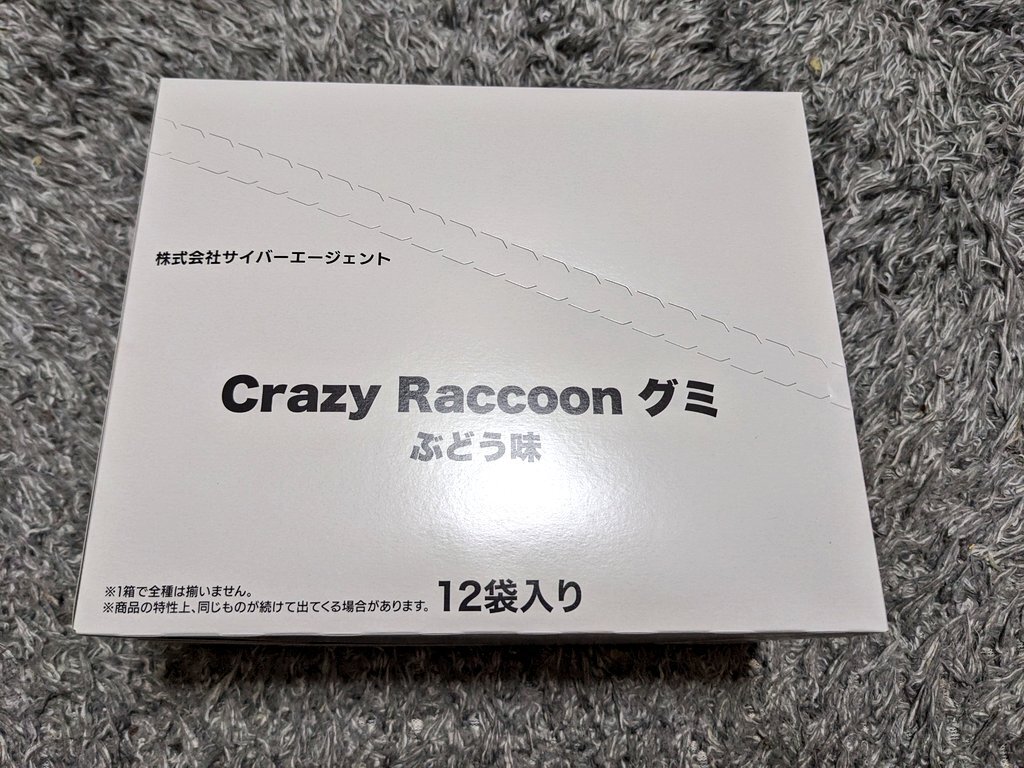 株式会社サイバーエージェント
Crazy Raccoon グミ
ぶどう味
※1箱で全種は揃いません。
※商品の特性上、同じものが続けて出てくる場合があります。
12袋入り